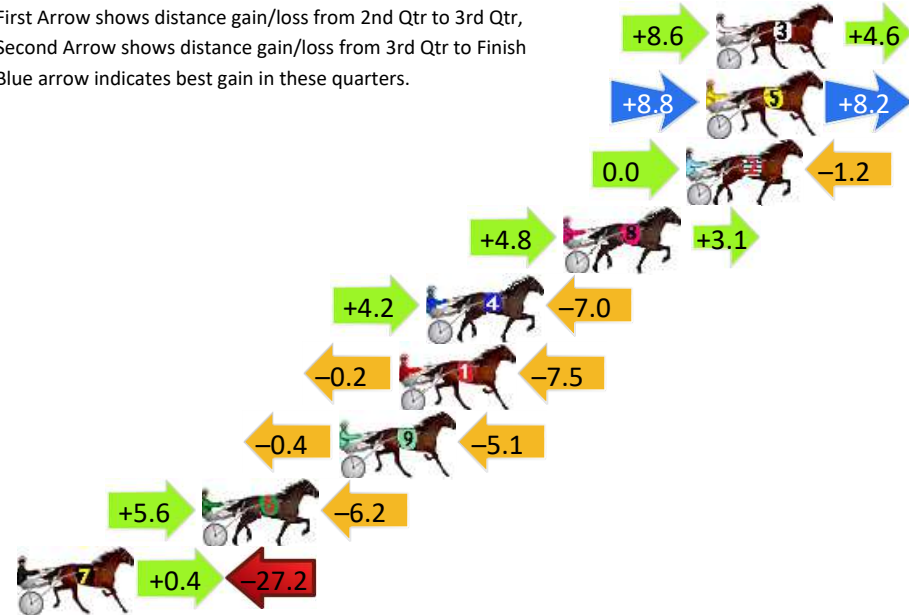 First Arrow shows distance gain/loss from 2nd Qtr to 3rd Qtr,
Second Arrow shows distance gain/loss from 3rd Qtr to Finish
Blue arrow indicates best gain in these quarters.
+8.6 3 +4.6
+8.8 5 +8.2
0.0 –1.2
+4.8 8 +3.1
+4.2 4 –7.0
–0.2 1 –7.5
–0.4 9 –5.1
+5.6 6 –6.2
7 +0.4 –27.2